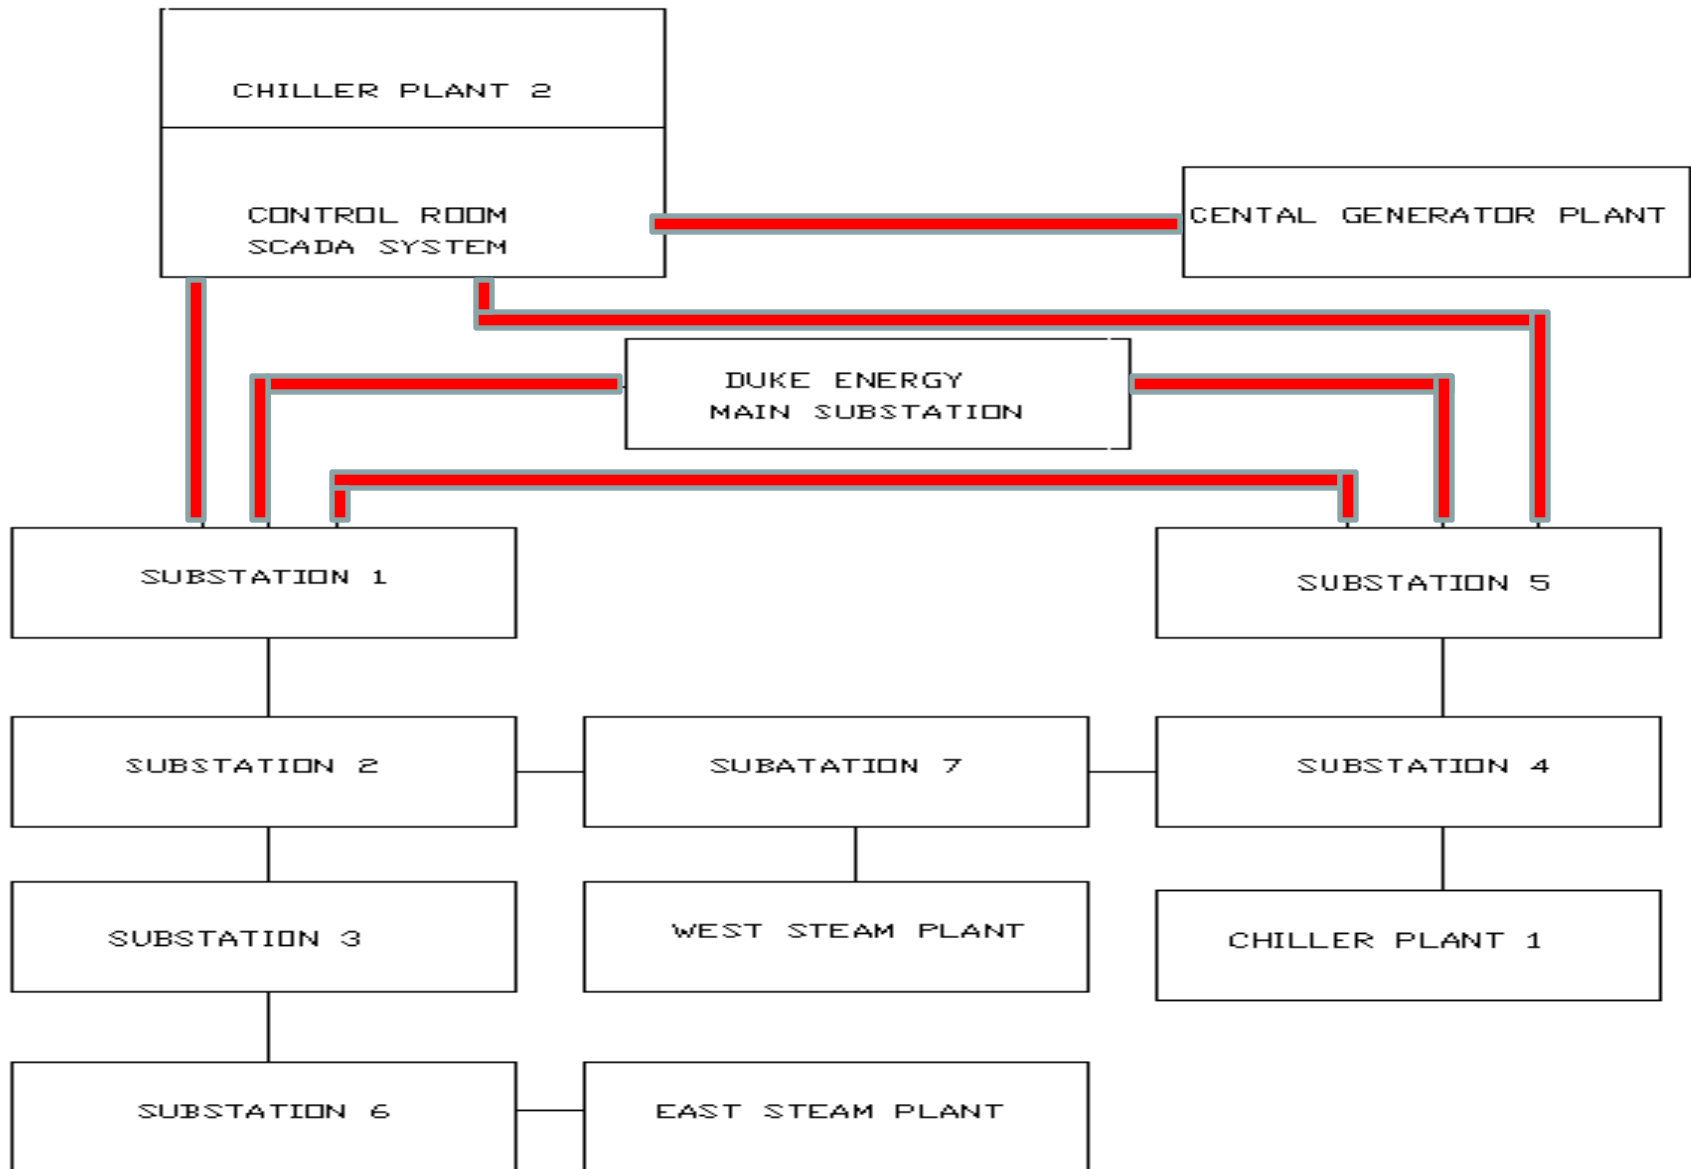 CHILLER PLANT 2
CONTROL ROOM
SCADA SYSTEM
CENTAL GENERATOR PLANT
DUKE ENERGY
MAIN SUBSTATION
SUBSTATION 1
SUBSTATION 5
SUBSTATION 2
SUBATATION 7
SUBSTATION 4
SUBSTATION 3
WEST STEAM PLANT
CHILLER PLANT 1
SUBSTATION 6
EAST STEAM PLANT